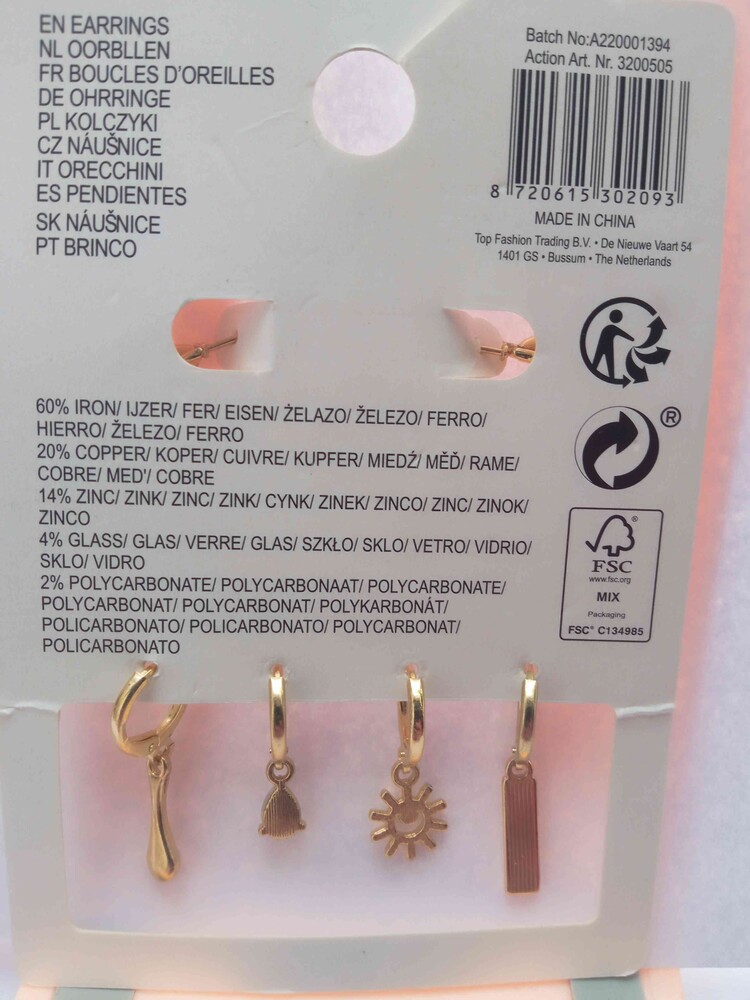 EN EARRINGS
NL OORBLLEN
FR BOUCLES D'OREILLES
DE OHRRINGE
PL KOLCZYKI
CZ NÁUŠNICE
IT ORECCHINI
ES PENDIENTES
SK NÁUŠNICE
PT BRINCO
Batch No:A220001394
Action Art. Nr. 3200505
8 720615 302093
MADE IN CHINA
Top Fashion Trading B.V. • De Nieuwe Vaart 54
1401 GS • Bussum • The Netherlands
60% IRON/ IJZER/ FER/ EISEN/ ŻELAZO/ ŽELEZO/ FERRO/
HIERRO/ ŽELEZO/ FERRO
20% COPPER/ KOPER/ CUIVRE/ KUPFER/ MIEDŹ/ MĚĎ/ RAME/
COBRE/ MED'/ COBRE
14% ZINC/ ZINK/ ZINC/ ZINK/ CYNK/ ZINEK/ ZINCO/ ZINC/ ZINOK/
ZINCO
4% GLASS/ GLAS/ VERRE/ GLAS/ SZKŁO/ SKLO/ VETRO/ VIDRIO/
SKLO/ VIDRO
2% POLYCARBONATE/ POLYCARBONAAT/ POLYCARBONATE/
POLYCARBONAT/ POLYCARBONAT/ POLYKARBONÁT/
POLICARBONATO/ POLICARBONATO/ POLYCARBONAT/
POLICARBONATO
®
FSC®
www.fsc.org
MIX
Packaging
FSC® C134985